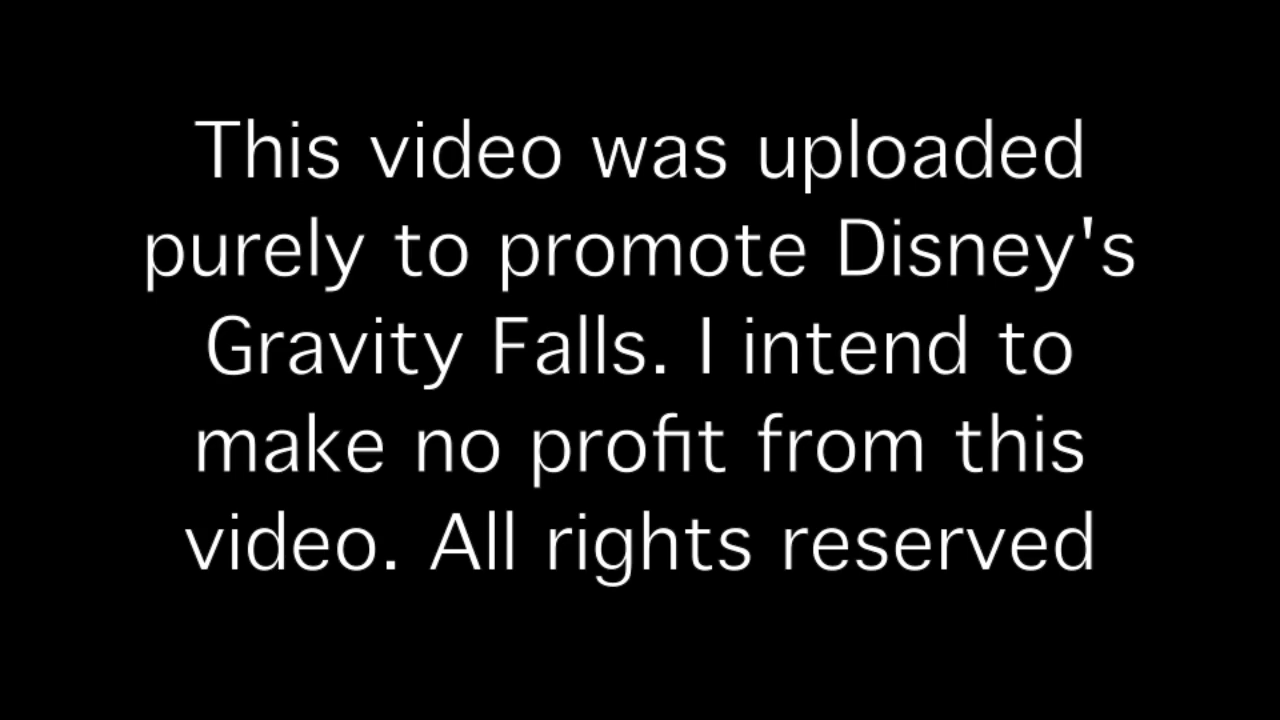 This video was uploaded
purely to promote Disney's
Gravity Falls. I intend to
make no profit from this
video. All rights reserved